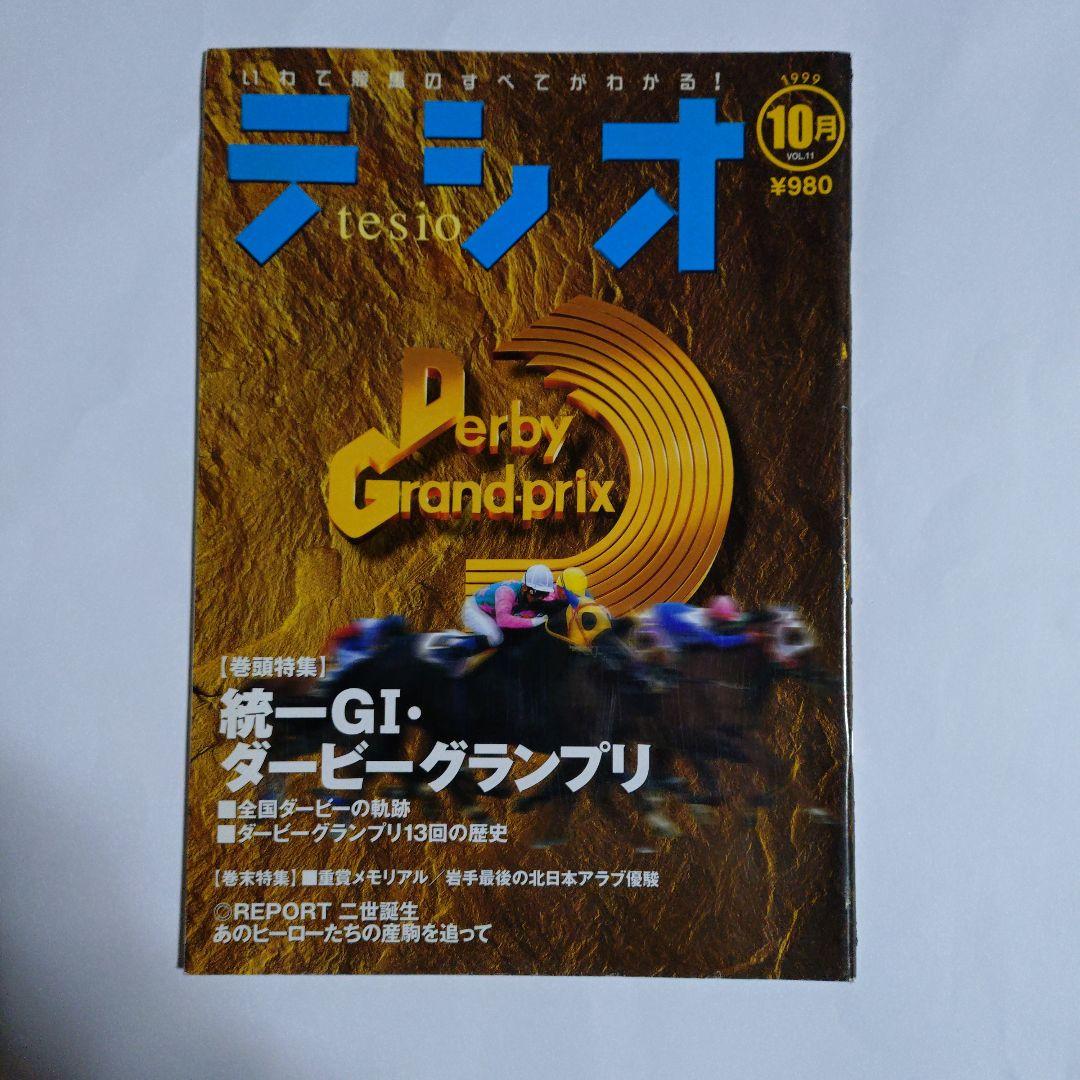 いわて競馬のすべてがわかる!
1999
10月
VOL.11
¥980
テシオ
tesio
Derby
Grand-prix
【巻頭特集】
統一GI・
ダービーグランプリ
■全国ダービーの軌跡
■ダービーグランプリ13回の歴史
【巻末特集】■重賞メモリアル/岩手最後の北日本アラブ優駿
◎REPORT 二世誕生
あのヒーローたちの産駒を追って